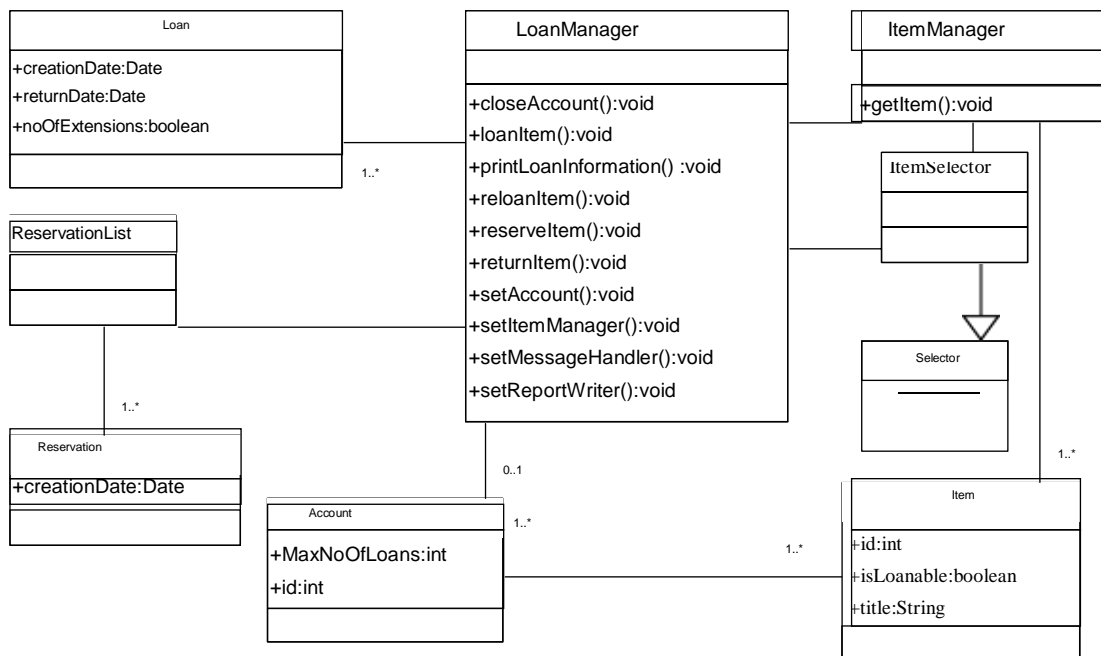 Loan
+creationDate:Date
+returnDate:Date
+noOfExtensions:boolean
1..*
LoanManager
+closeAccount():void
+loanItem():void
+printLoanInformation() :void
+reloanItem():void
+reserveItem():void
+returnItem():void
+setAccount():void
+setItemManager():void
+setMessageHandler():void
+setReportWriter():void
ItemManager
+getItem():void
ItemSelector
Selector
ReservationList
1..*
Reservation
+creationDate:Date
0..1
Account
+MaxNoOfLoans:int
+id:int
1..*
1..*
1..*
Item
+id:int
+isLoanable:boolean
+title:String